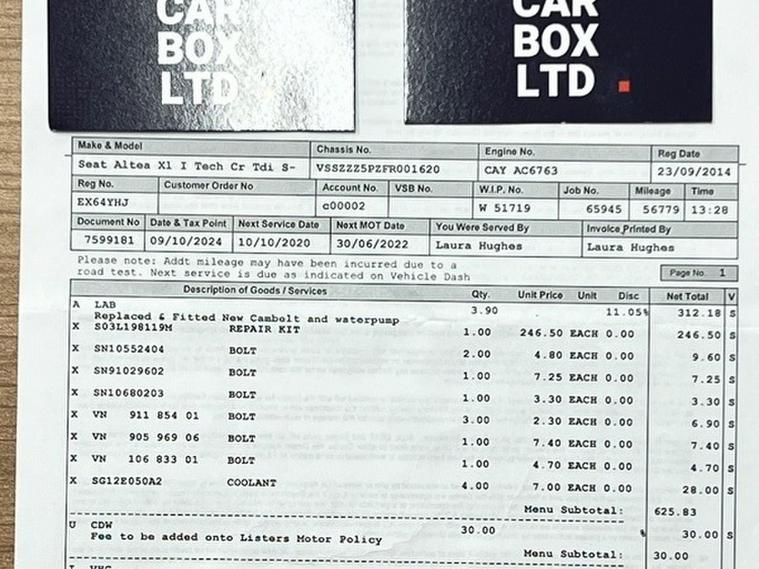 CAR
BOX
LTD
CAR
BOX
LTD
Make & Model Chassis No. Engine No. Reg Date
Seat Altea Xl I Tech Cr Tdi S- VSSZZZ5PZFR001620 CAY AC6763 23/09/2014
Reg No. Customer Order No Account No. VSB No. W.I.P. No. Job No. Mileage Time
EX64YHJ c00002 W 51719 65945 56779 13:28
Document No Date & Tax Point Next Service Date Next MOT Date You Were Served By Invoice Printed By
7599181 09/10/2024 10/10/2020 30/06/2022 Laura Hughes Laura Hughes
Please note: Addt mileage may have been incurred due to a
road test. Next service is due as indicated on Vehicle Dash
Page No. 1
Description of Goods / Services Qty. Unit Price Unit Disc Net Total V
A LAB 3.90 11.05% 312.18 S
Replaced & Fitted New Cambelt and waterpump
X S03L198119M REPAIR KIT 1.00 246.50 EACH 0.00 246.50 S
X SN10552404 BOLT 2.00 4.80 EACH 0.00 9.60 S
X SN91029602 BOLT 1.00 7.25 EACH 0.00 7.25 S
X SN10680203 BOLT 1.00 3.30 EACH 0.00 3.30 S
X VN 911 854 01 BOLT 3.00 2.30 EACH 0.00 6.90 S
X VN 905 969 06 BOLT 1.00 7.40 EACH 0.00 7.40 S
X VN 106 833 01 BOLT 1.00 4.70 EACH 0.00 4.70 S
X SG12E050A2 COOLANT 4.00 7.00 EACH 0.00 28.00 S
Menu Subtotal: 625.83
U CDW 30.00 % 30.00 S
Fee to be added onto Listers Motor Policy
Menu Subtotal: 30.00